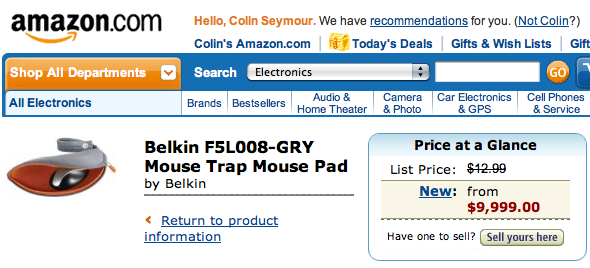 amazon.com
Hello, Colin Seymour. We have recommendations for you. (Not Colin?)
Colin's Amazon.com Today's Deals Gifts & Wish Lists Gift
Shop All Departments Search Electronics GO
All Electronics Brands Bestsellers Audio & Home Theater Camera & Photo Car Electronics & GPS Cell Phones & Service
Belkin F5L008-GRY
Mouse Trap Mouse Pad
by Belkin
Return to product
information
Price at a Glance
List Price: $12.99
New: from
$9,999.00
Have one to sell? Sell yours here